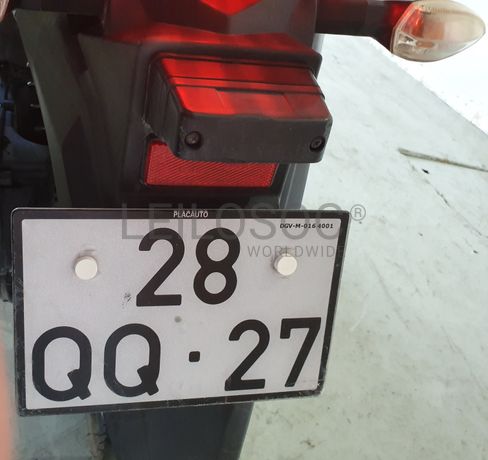 PLACAUTO
DGV-M-016 4001
LEILOSOC®
WORLDWIDE
28
QQ·27